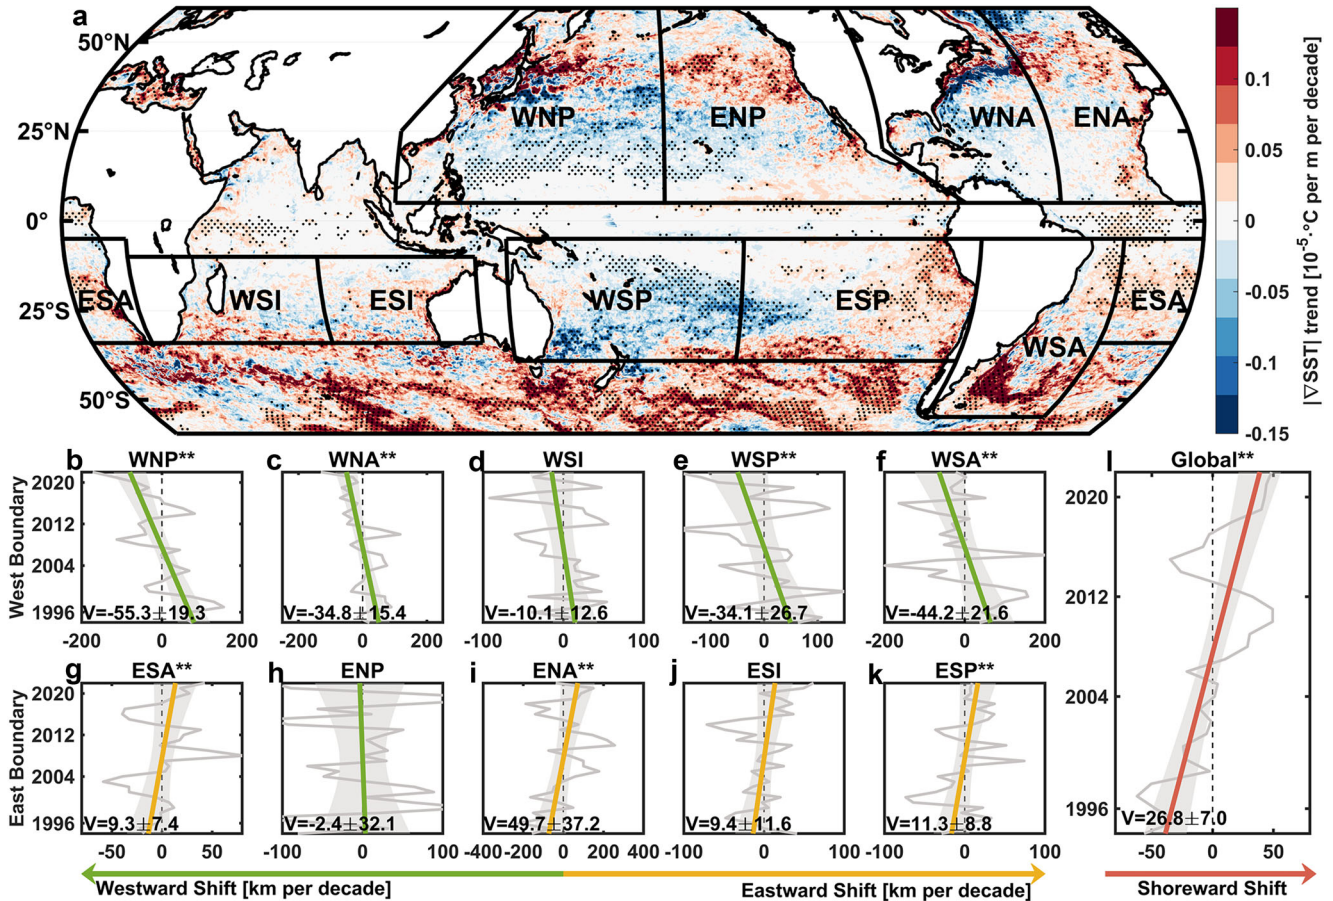 a
50°N
25°N
0°
25°S
50°S
WNP
ENP
WNA
ENA
ESA
WSI
ESI
WSP
ESP
ESA
WSA
0.1
0.05
0
-0.05
-0.1
-0.15
|∇SST| trend [10⁻⁵·°C per m per decade]
b WNP**
c WNA**
d WSI
e WSP**
f WSA**
l Global**
West Boundary
2020
2012
2004
1996
V=-55.3±19.3
V=-34.8±15.4
V=-10.1±12.6
V=-34.1±26.7
V=-44.2±21.6
-200 0 200
-200 0 200
-100 0 100
-100 0 100
-200 0 200
g ESA**
h ENP
i ENA**
j ESI
k ESP**
East Boundary
2020
2012
2004
1996
V=9.3±7.4
V=-2.4±32.1
V=49.7±37.2
V=9.4±11.6
V=11.3±8.8
-50 0 50
-100 0 100
-400 -200 0 200 400
-100 0 100
-100 0 100
2020
2012
2004
1996
V=26.8±7.0
-50 0 50
Westward Shift [km per decade]
Eastward Shift [km per decade]
Shoreward Shift